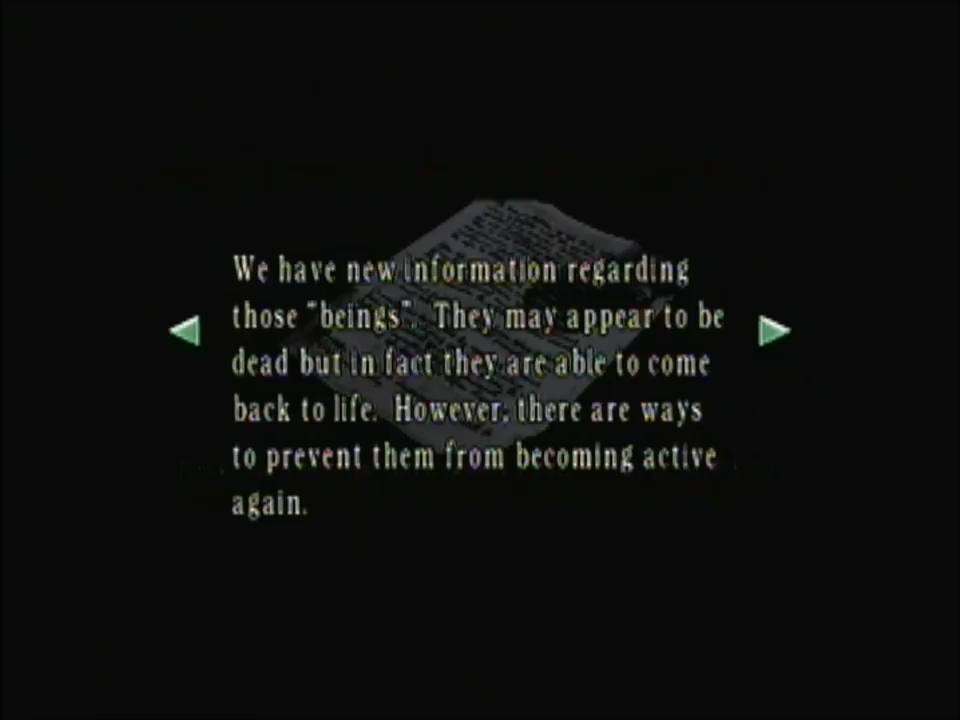 We have new information regarding
those "beings". They may appear to be
dead but in fact they are able to come
back to life. However, there are ways
to prevent them from becoming active
again.